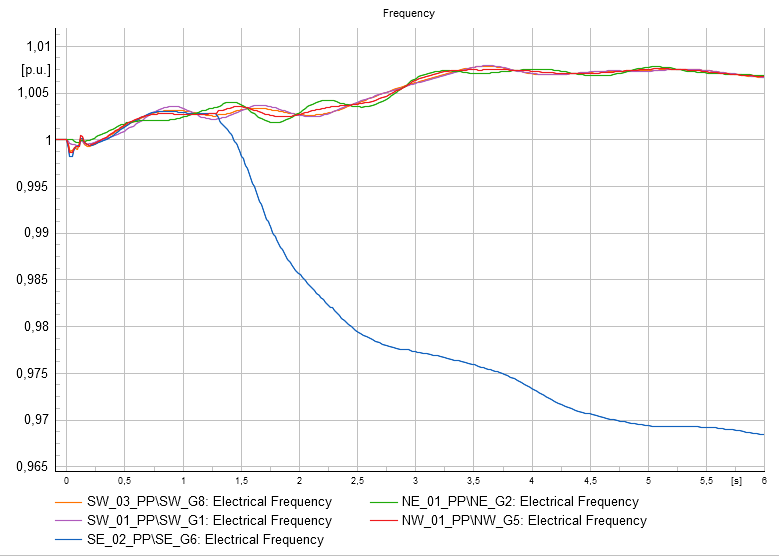 Frequency
1,01
[p.u.]
1,005
1
0,995
0,99
0,985
0,98
0,975
0,97
0,965
0 0,5 1 1,5 2 2,5 3 3,5 4 4,5 5 5,5 [s] 6
SW_03_PP\SW_G8: Electrical Frequency NE_01_PP\NE_G2: Electrical Frequency
SW_01_PP\SW_G1: Electrical Frequency NW_01_PP\NW_G5: Electrical Frequency
SE_02_PP\SE_G6: Electrical Frequency